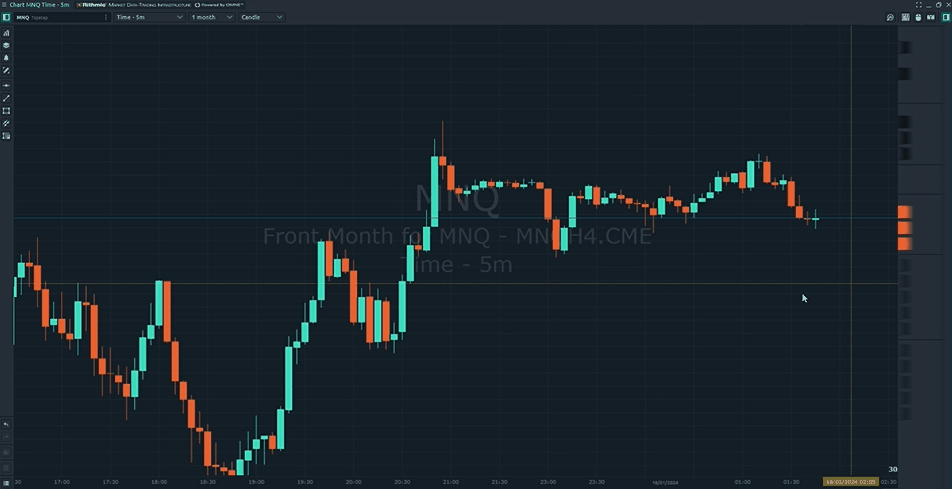 Chart MNQ Time - 5m Rithmic MARKET DATA+TRADING INFRASTRUCTURE Powered by OMNE
MNQ Time - 5m 1 month Candle
MNQ
Front Month for MNQ - MNQH4.CME
Time - 5m
30
30 17:00 17:30 18:00 18:30 19:00 19:30 20:00 20:30 21:00 22:00 22:30 23:00 23:30 18/01/2024 01:00 01:30 18/01/2024 02:05 02:30